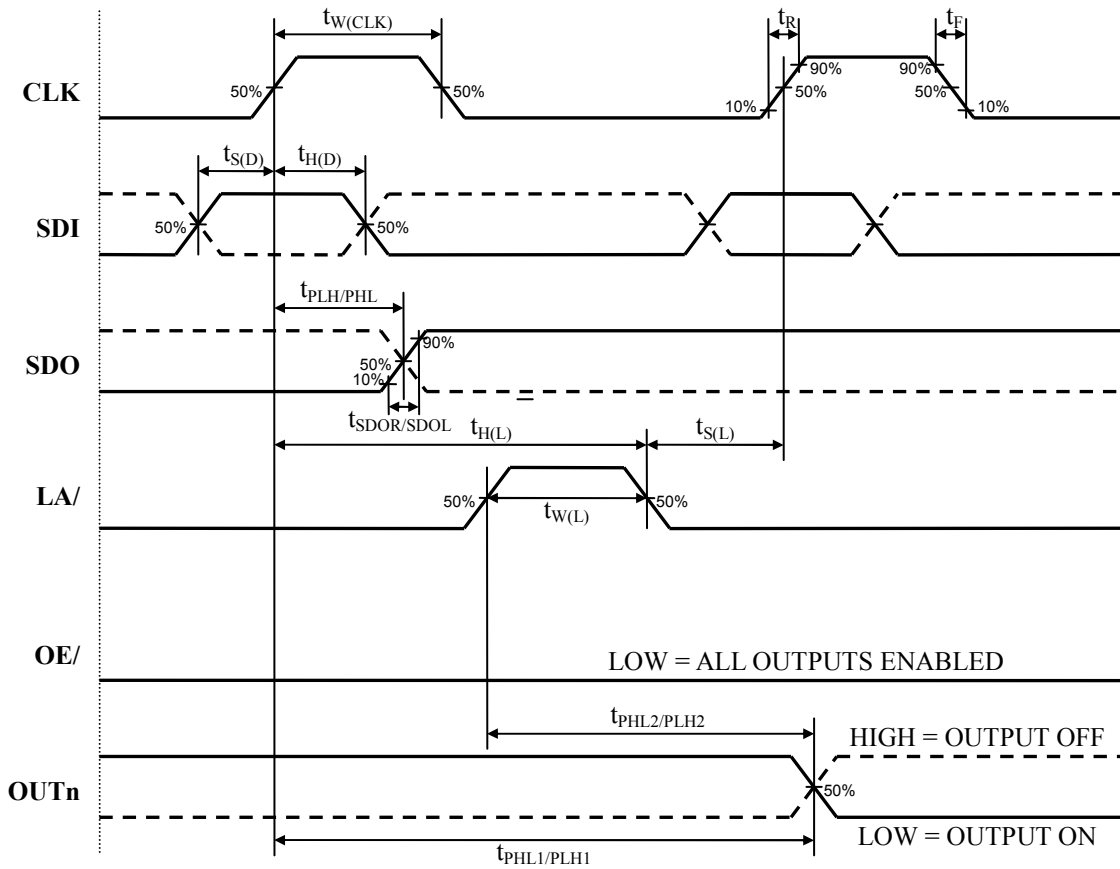 tW(CLK)
tR
tF
CLK
50%
50%
10%
90%
50%
90%
50%
10%
tS(D)
tH(D)
SDI
50%
50%
tPLH/PHL
SDO
90%
50%
10%
tSDOR/SDOL
tH(L)
tS(L)
LA/
50%
50%
tW(L)
OE/
LOW = ALL OUTPUTS ENABLED
tPHL2/PLH2
HIGH = OUTPUT OFF
OUTn
50%
LOW = OUTPUT ON
tPHL1/PLH1